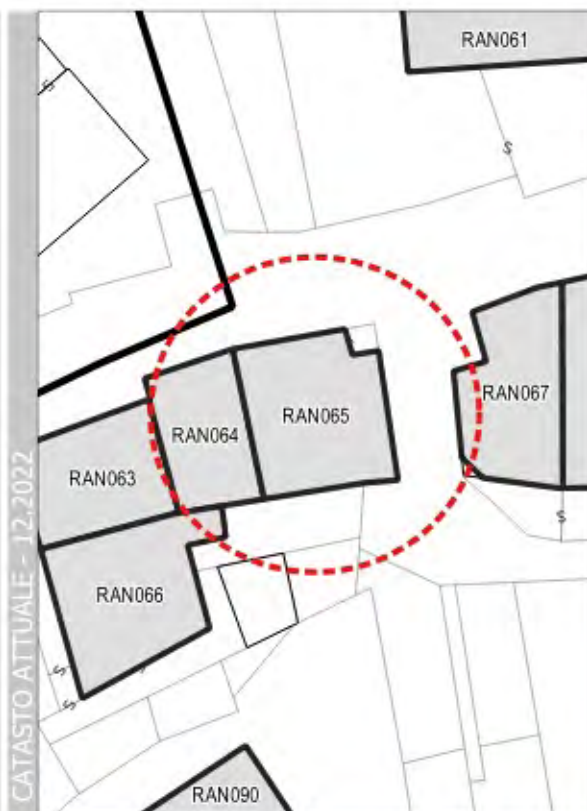 RAN061
RAN067
RAN065
RAN064
RAN063
RAN066
RAN090
CATASTO ATTUALE - 12.2022
S
S
S
S
S